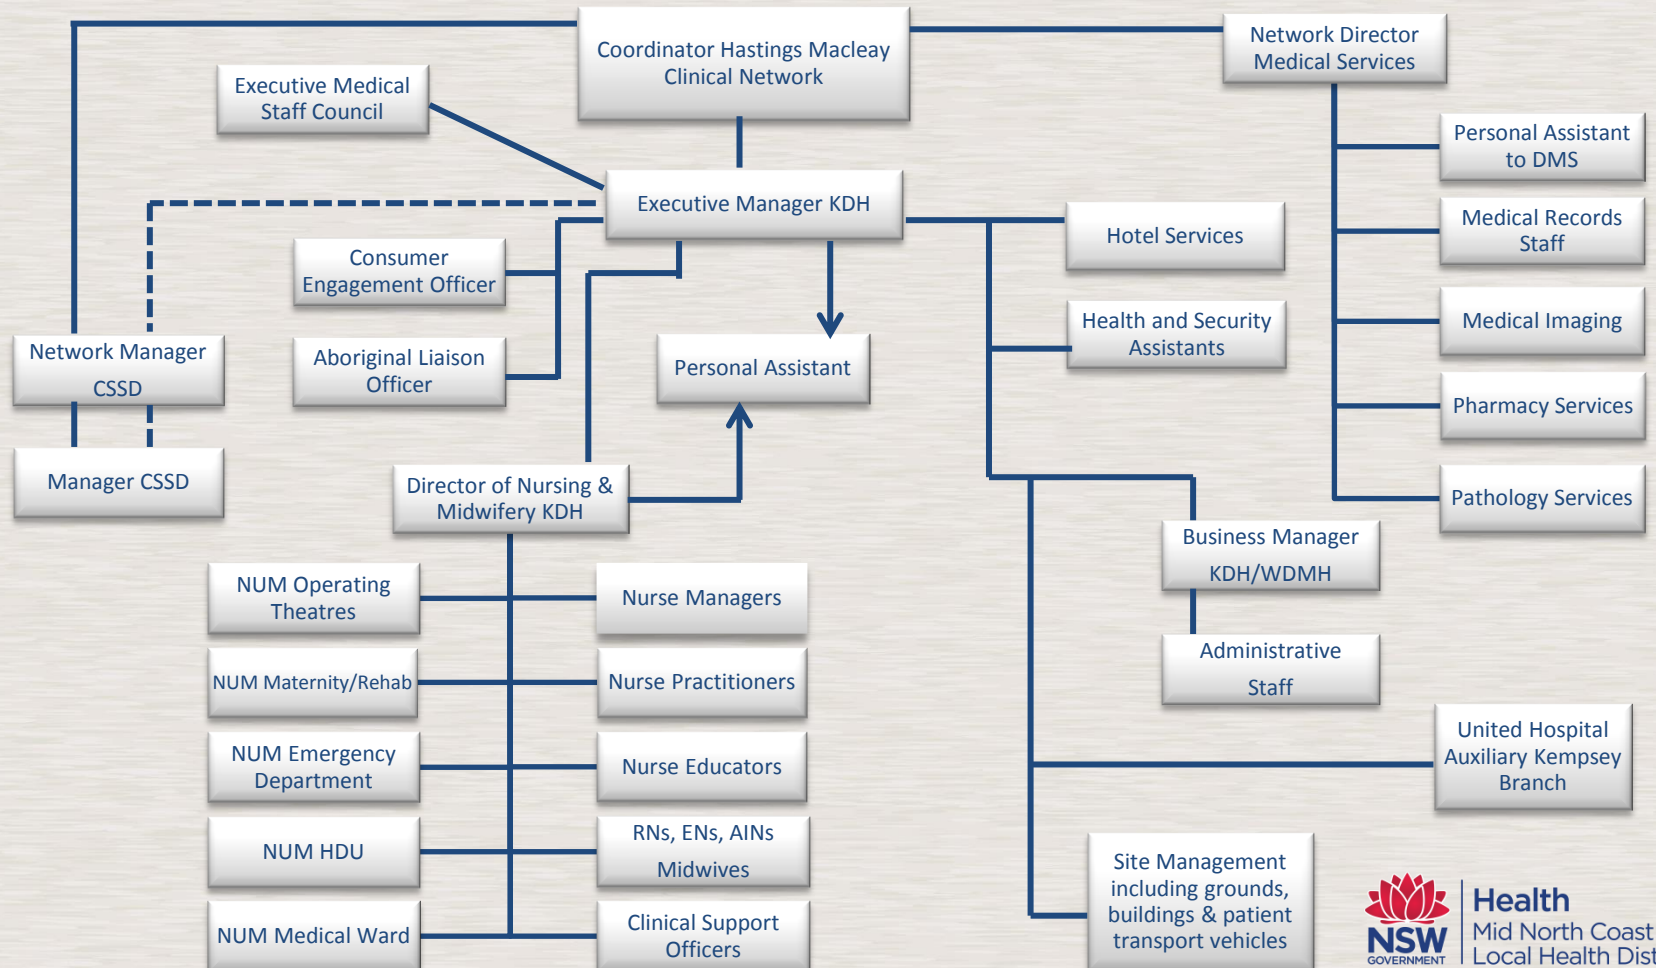 Coordinator Hastings Macleay
Clinical Network
Network Director
Medical Services
Executive Medical
Staff Council
Personal Assistant
to DMS
Executive Manager KDH
Medical Records
Staff
Hotel Services
Consumer
Engagement Officer
Health and Security
Assistants
Medical Imaging
Network Manager
CSSD
Aboriginal Liaison
Officer
Personal Assistant
Pharmacy Services
Manager CSSD
Director of Nursing &
Midwifery KDH
Pathology Services
Business Manager
KDH/WDMH
NUM Operating
Theatres
Nurse Managers
Administrative
Staff
NUM Maternity/Rehab
Nurse Practitioners
United Hospital
Auxiliary Kempsey
Branch
NUM Emergency
Department
Nurse Educators
NUM HDU
RNs, ENs, AINs
Midwives
Site Management
including grounds,
buildings & patient
transport vehicles
NUM Medical Ward
Clinical Support
Officers
NSW
GOVERNMENT
Health
Mid North Coast
Local Health Dist